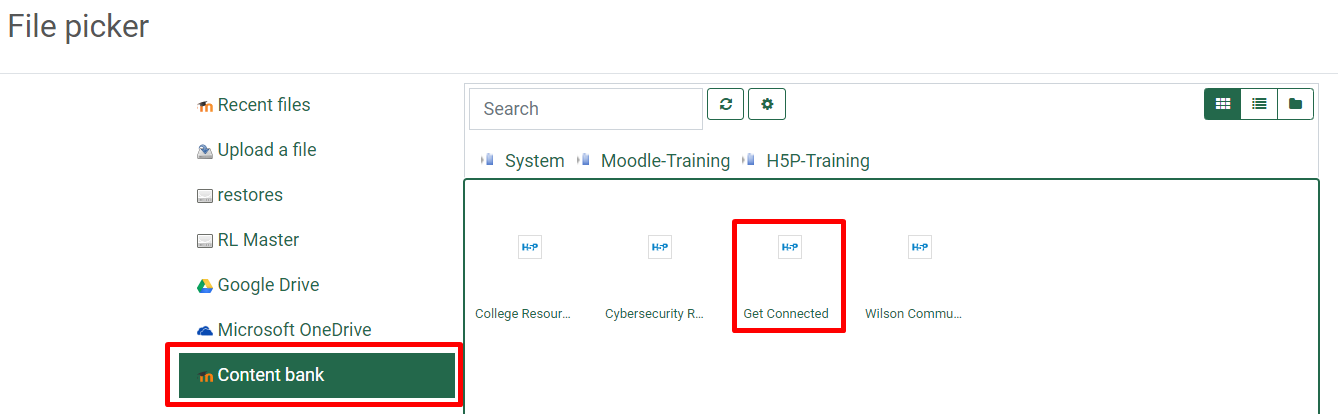 File picker
Recent files
Upload a file
restores
RL Master
Google Drive
Microsoft OneDrive
Content bank
Search
System Moodle-Training H5P-Training
H5P H5P H5P H5P
College Resour... Cybersecurity R... Get Connected Wilson Commu...